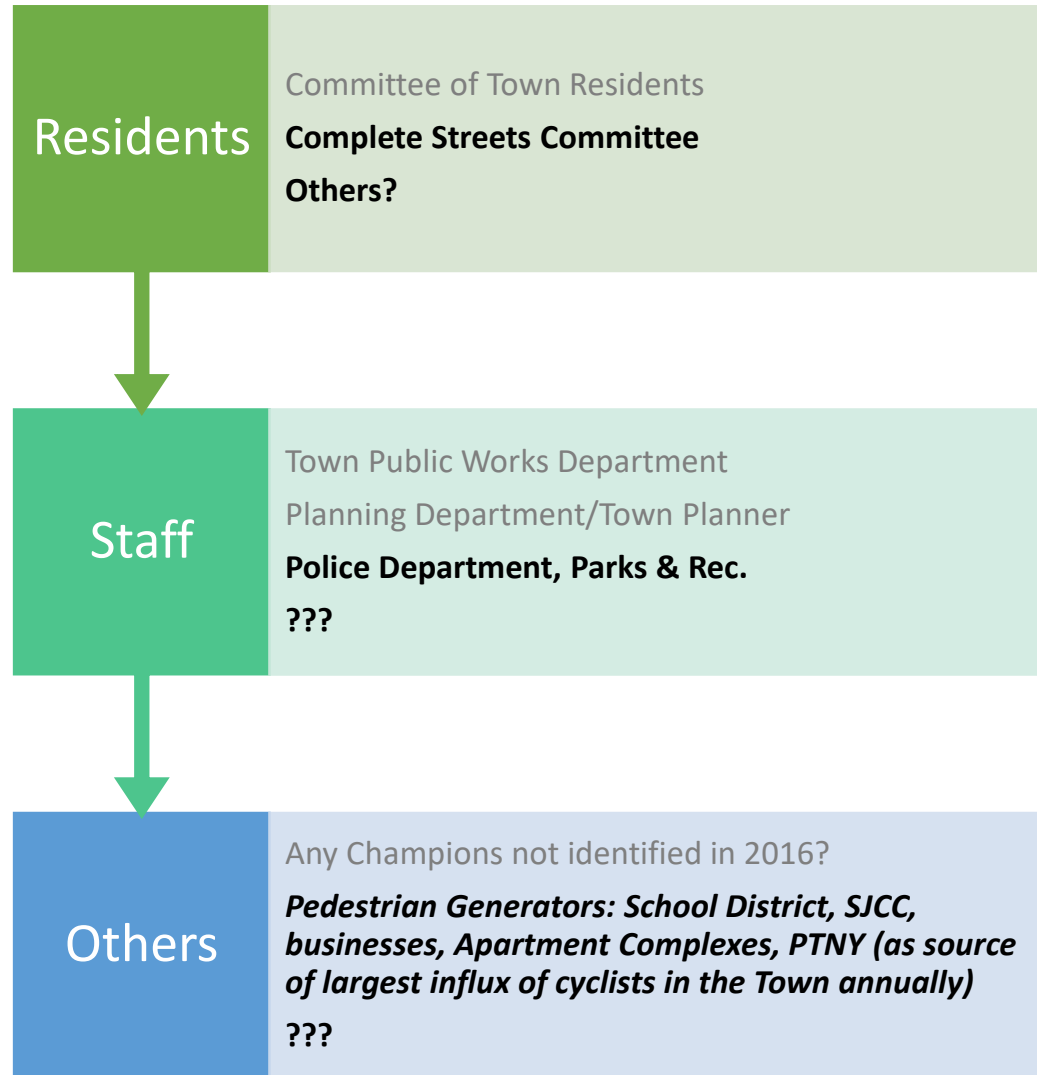 Residents
Committee of Town Residents
Complete Streets Committee
Others?
Staff
Town Public Works Department
Planning Department/Town Planner
Police Department, Parks & Rec.
???
Others
Any Champions not identified in 2016?
Pedestrian Generators: School District, SJCC,
businesses, Apartment Complexes, PTNY (as source
of largest influx of cyclists in the Town annually)
???